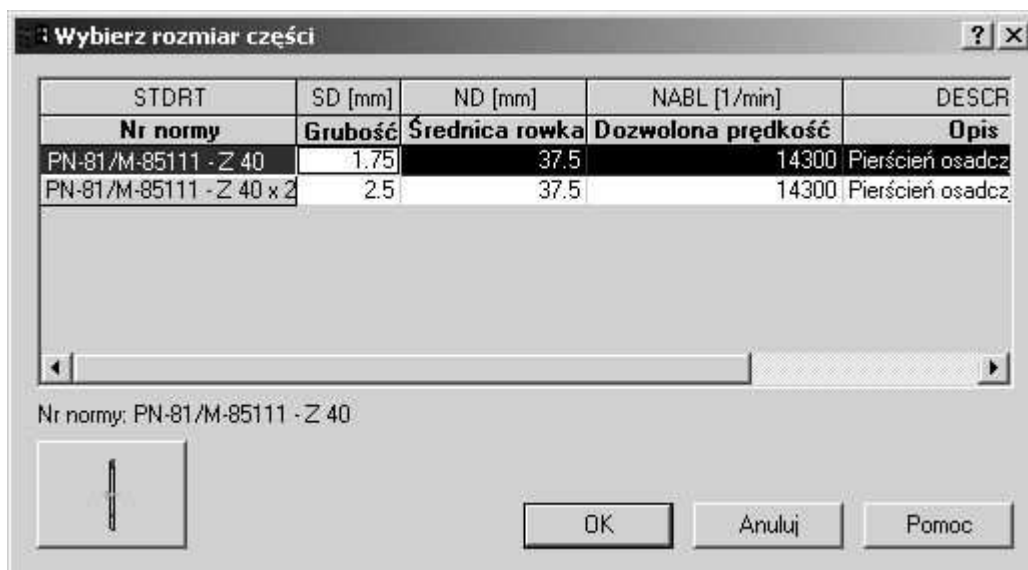 Wybierz rozmiar części
STDRT SD [mm] ND [mm] NABL [1/min] DESCR
Nr normy Grubość Średnica rowka Dozwolona prędkość Opis
PN-81/M-85111 - Z 40 1.75 37.5 14300 Pierścień osadcz
PN-81/M-85111 - Z 40 x 2 2.5 37.5 14300 Pierścień osadcz
Nr normy: PN-81/M-85111 - Z 40
OK Anuluj Pomoc